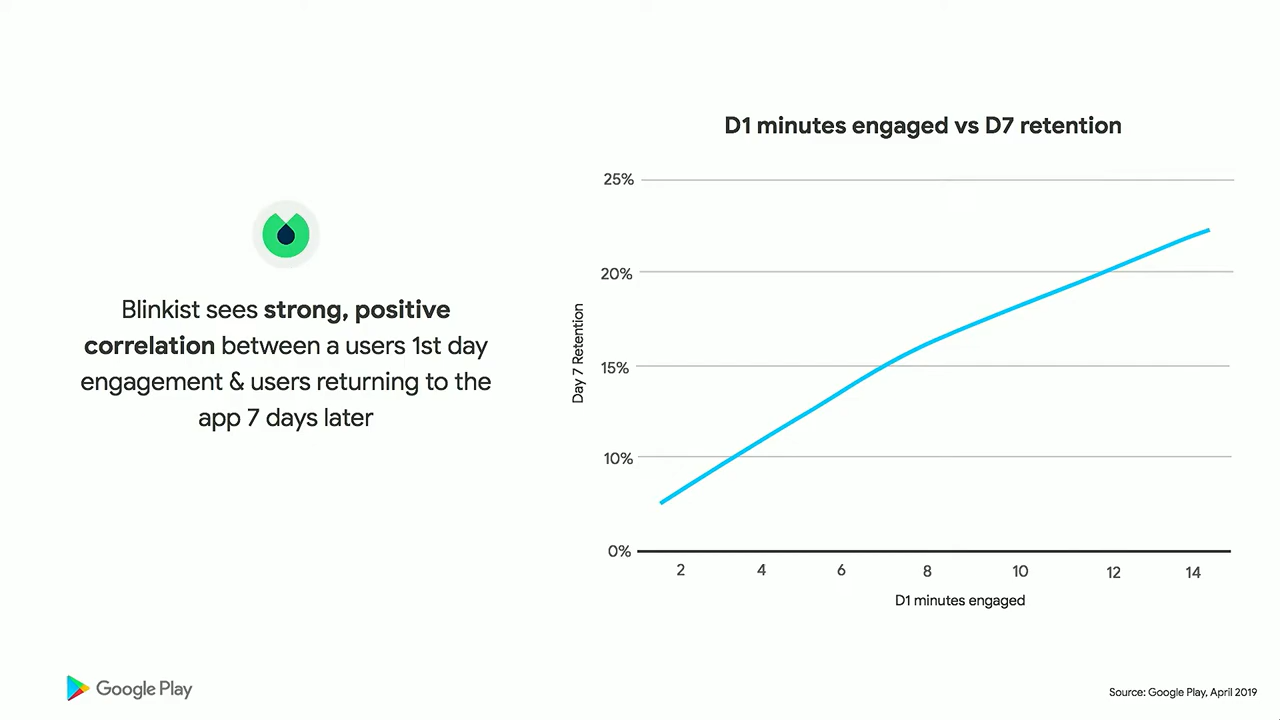 D1 minutes engaged vs D7 retention
Blinkist sees strong, positive
correlation between a users 1st day
engagement & users returning to the
app 7 days later
Day 7 Retention
25%
20%
15%
10%
0%
2 4 6 8 10 12 14
D1 minutes engaged
Google Play
Source: Google Play, April 2019